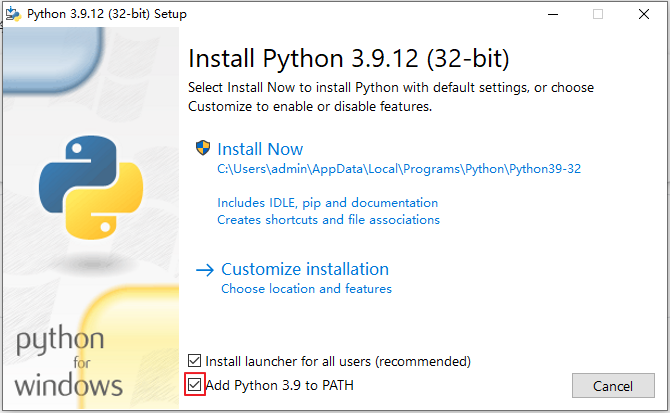 Python 3.9.12 (32-bit) Setup
Install Python 3.9.12 (32-bit)
Select Install Now to install Python with default settings, or choose
Customize to enable or disable features.
Install Now
C:\Users\admin\AppData\Local\Programs\Python\Python39-32
Includes IDLE, pip and documentation
Creates shortcuts and file associations
Customize installation
Choose location and features
python
for
windows
Install launcher for all users (recommended)
Add Python 3.9 to PATH
Cancel